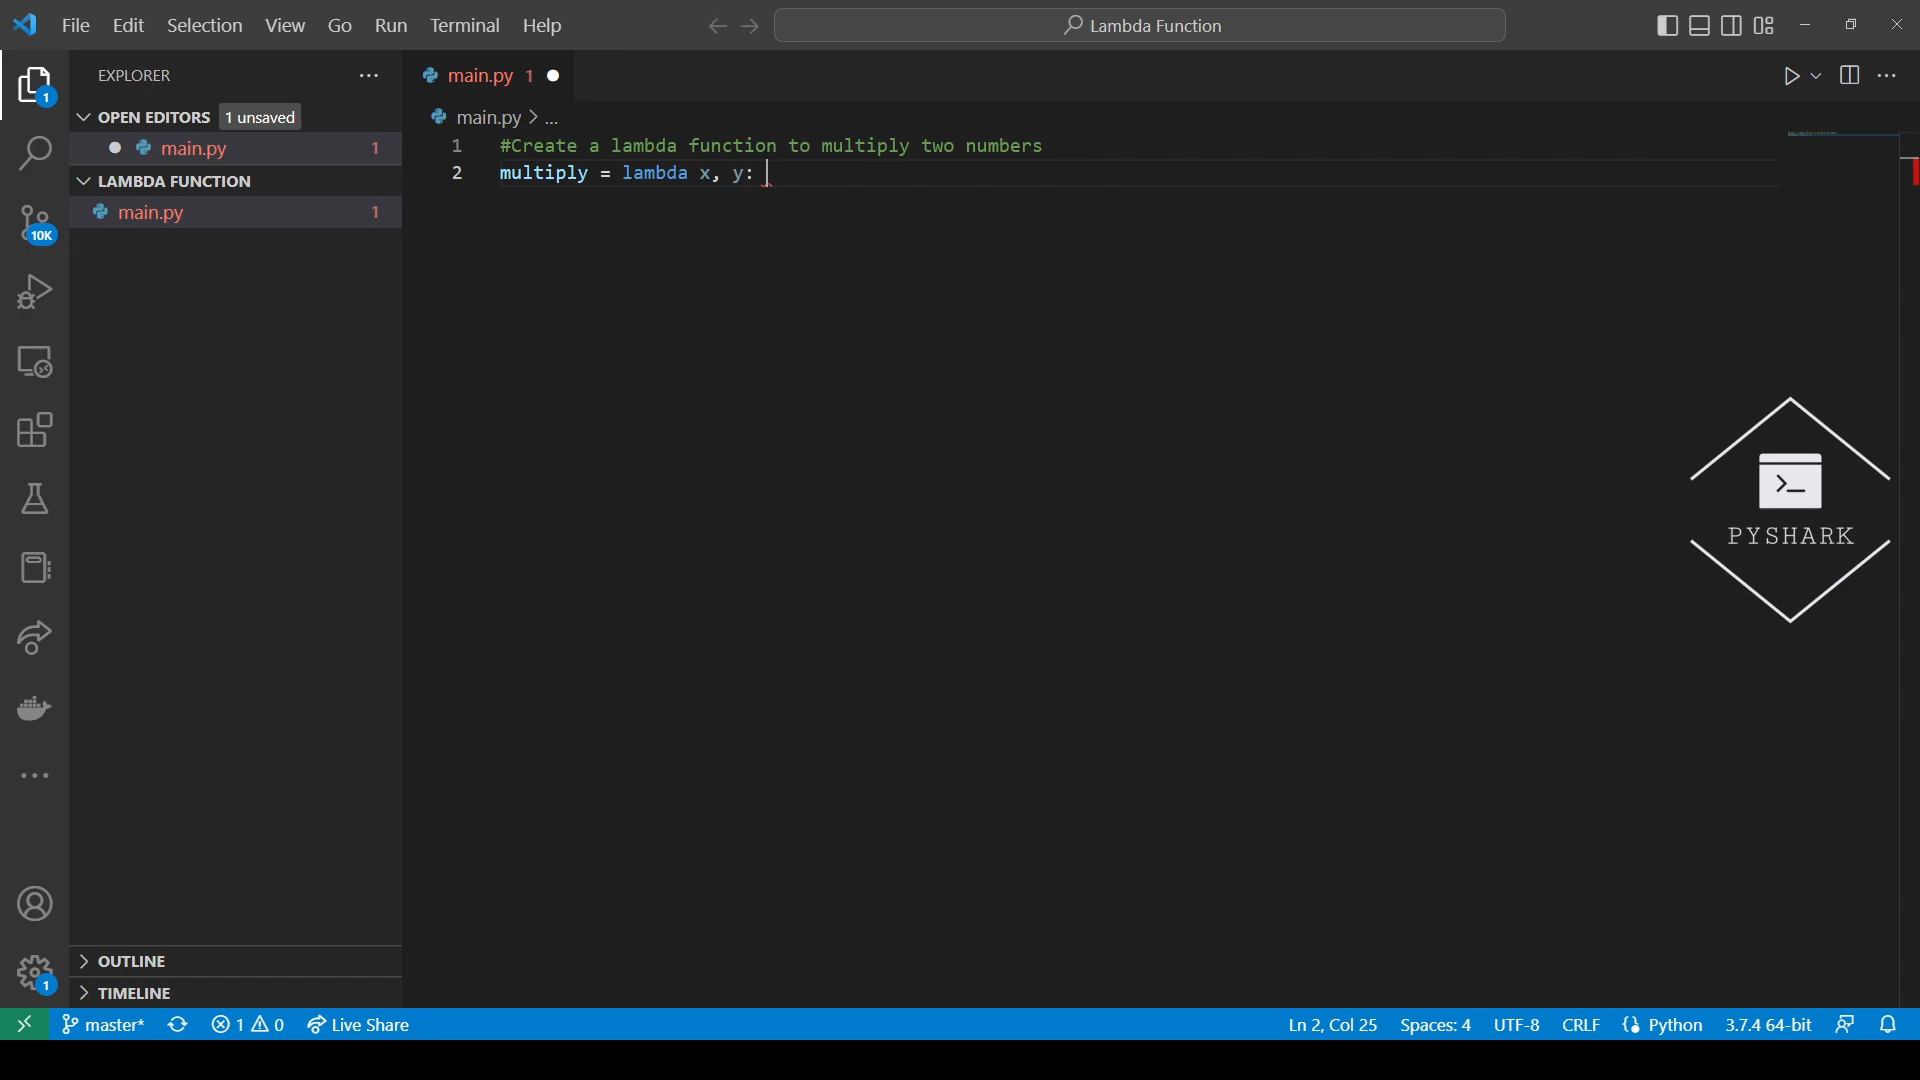 File Edit Selection View Go Run Terminal Help
Lambda Function
EXPLORER
main.py 1
OPEN EDITORS 1 unsaved
main.py > ...
main.py 1
1 #Create a lambda function to multiply two numbers
2 multiply = lambda x, y:
LAMBDA FUNCTION
main.py 1
1
10K
PYSHARK
OUTLINE
TIMELINE
1
master* 1 0 Live Share
Ln 2, Col 25 Spaces: 4 UTF-8 CRLF Python 3.7.4 64-bit